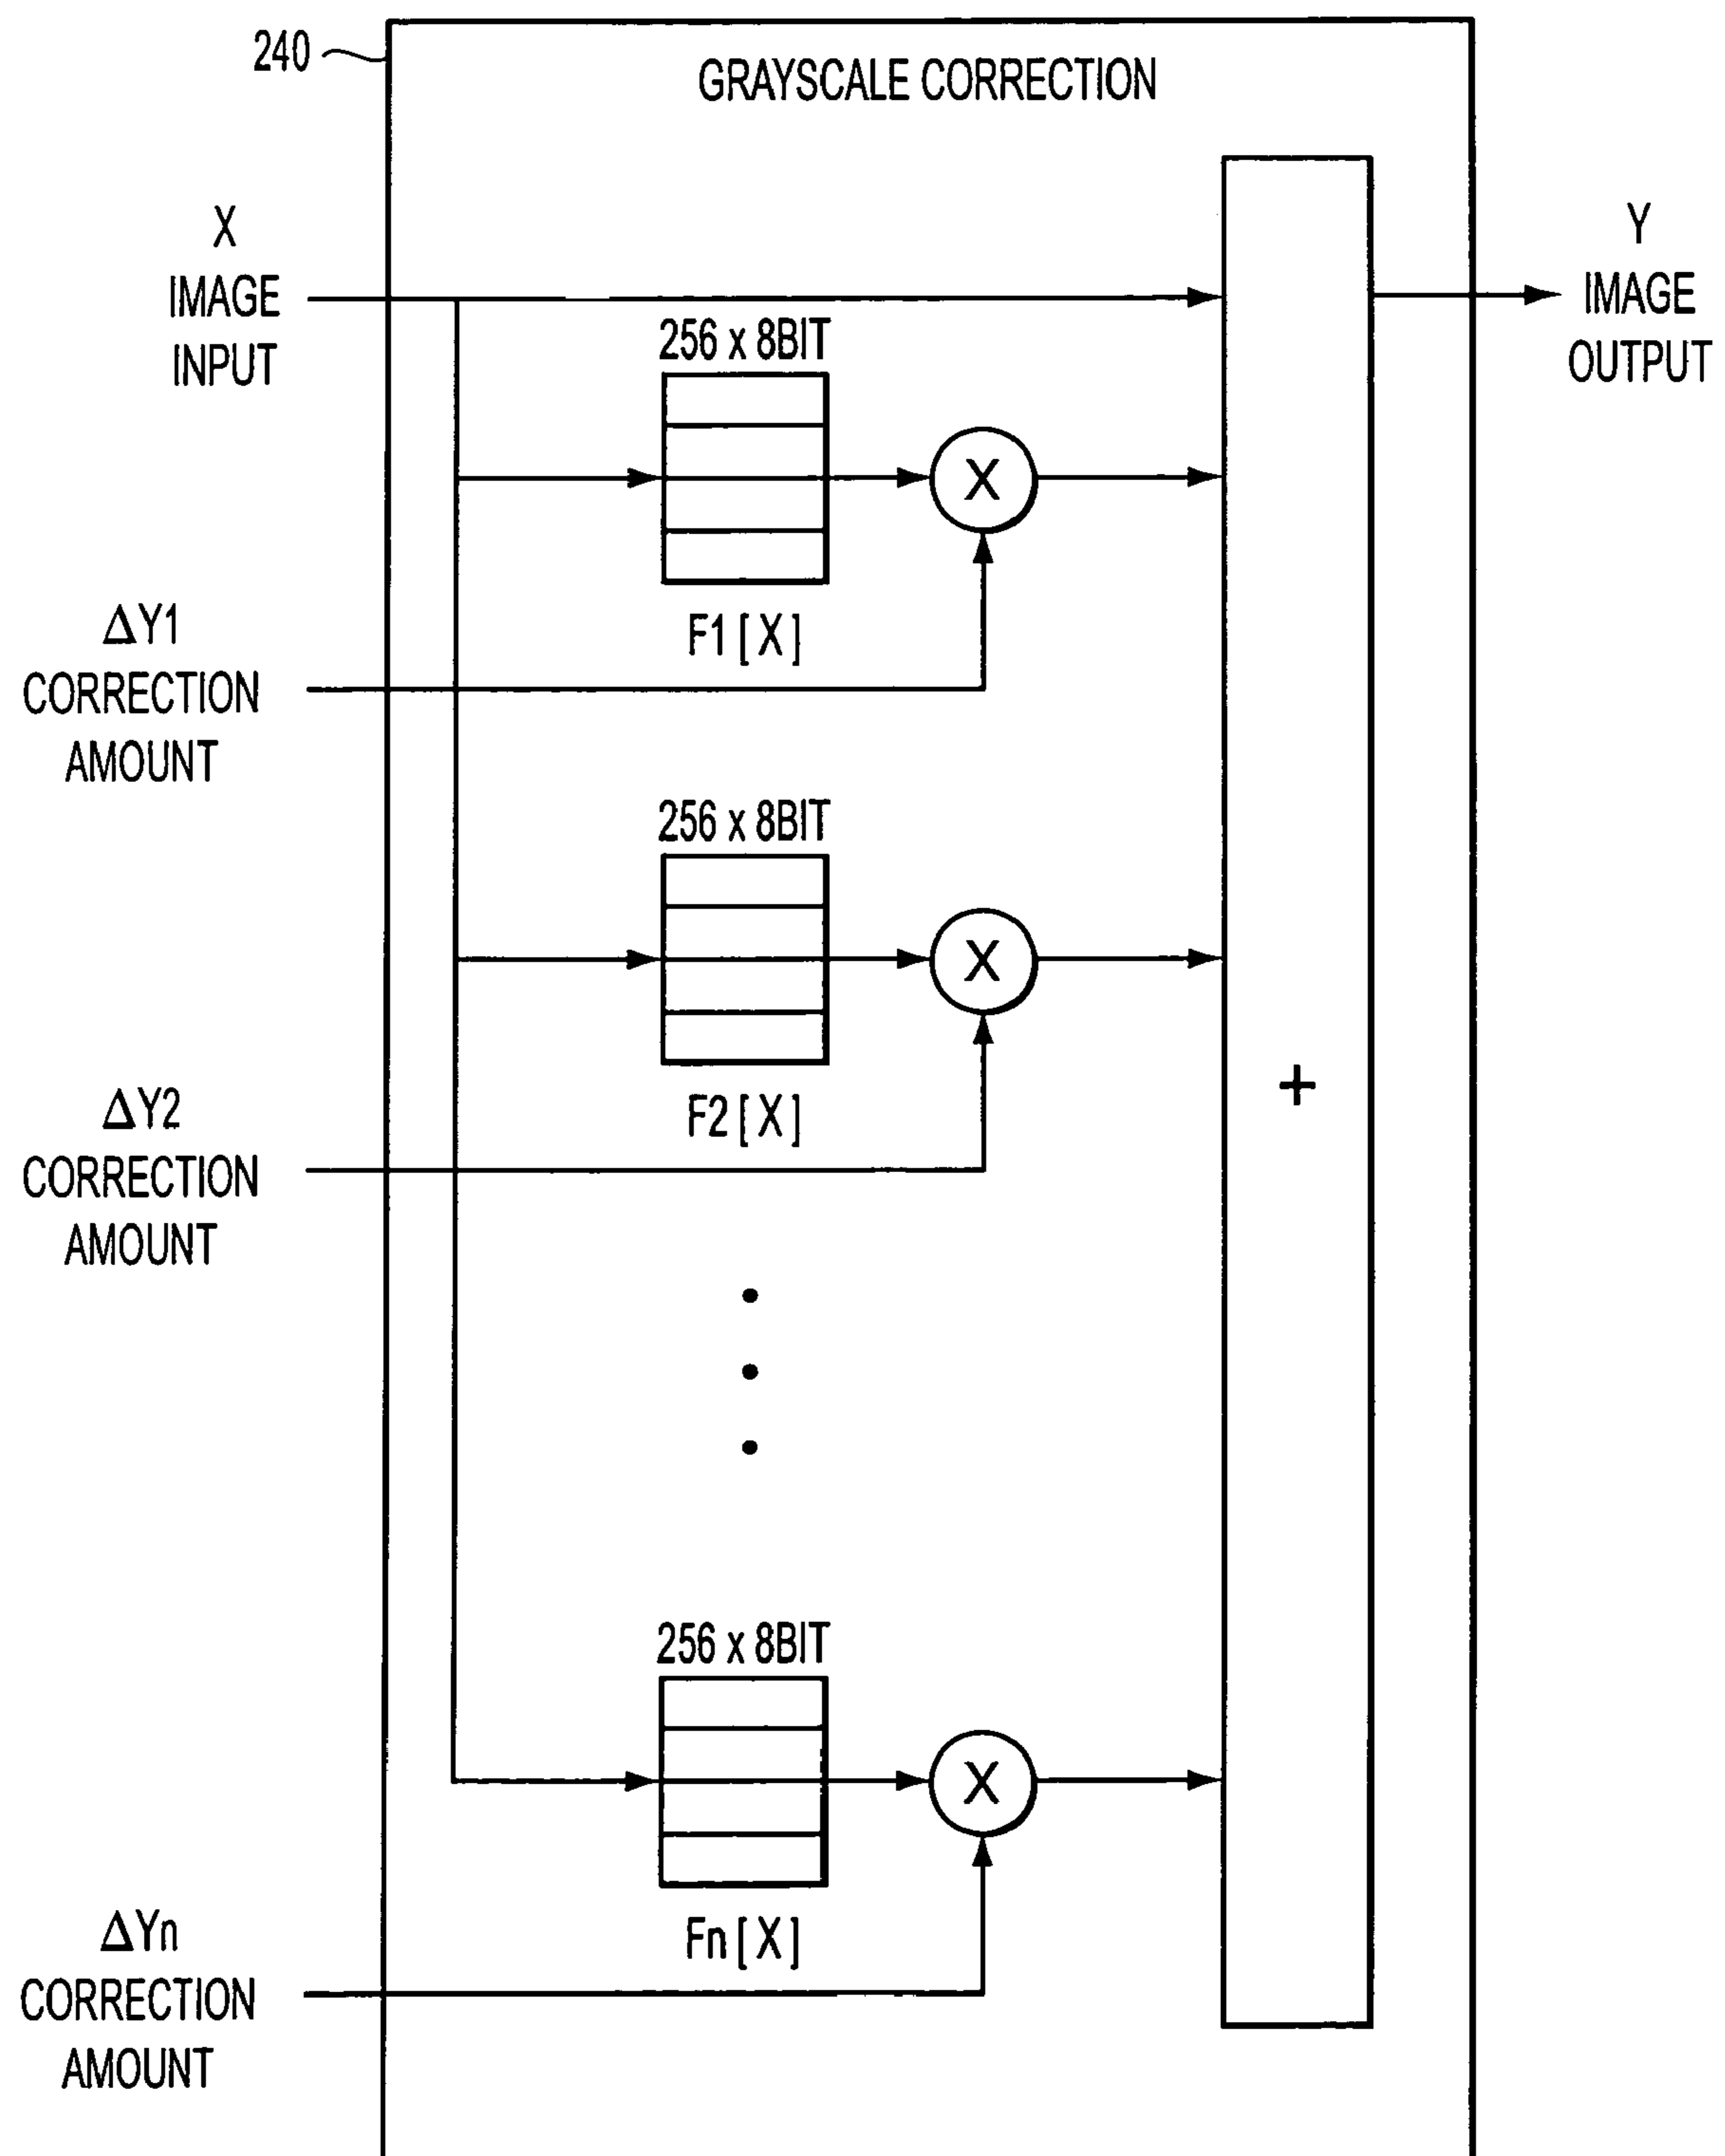 240
GRAYSCALE CORRECTION
X
IMAGE
INPUT
Y
IMAGE
OUTPUT
256 x 8BIT
X
F1 [ X ]
ΔY1
CORRECTION
AMOUNT
256 x 8BIT
X
F2 [ X ]
+
ΔY2
CORRECTION
AMOUNT
256 x 8BIT
X
Fn [ X ]
ΔYn
CORRECTION
AMOUNT